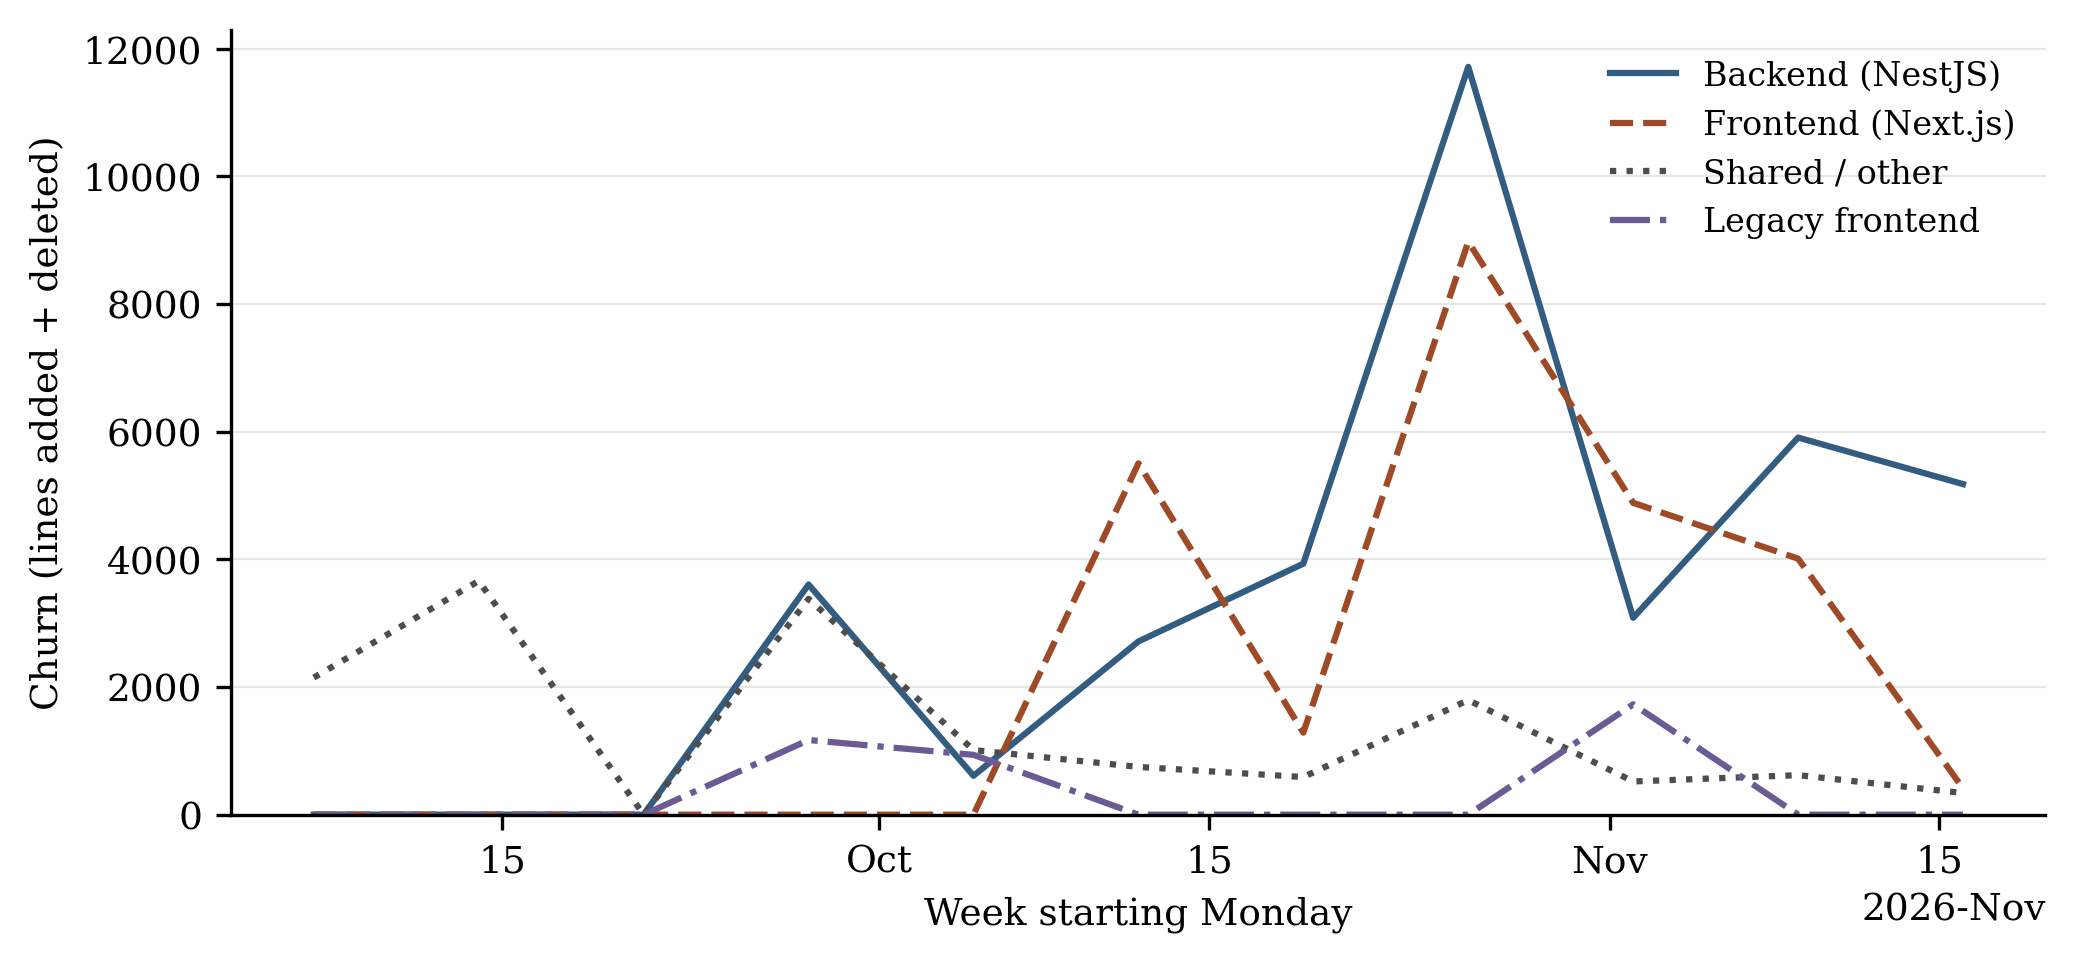 12000
10000
8000
6000
4000
2000
0
Churn (lines added + deleted)
Backend (NestJS)
Frontend (Next.js)
Shared / other
Legacy frontend
15 Oct 15 Nov 15
Week starting Monday
2026-Nov